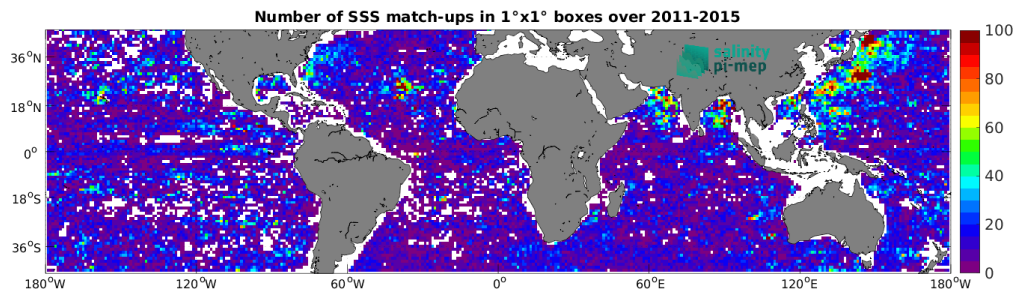 Number of SSS match-ups in 1°x1° boxes over 2011-2015
salinity
pi-mep
36°N
18°N
0°
18°S
36°S
180°W
120°W
60°W
0°
60°E
120°E
180°W
100
80
60
40
20
0